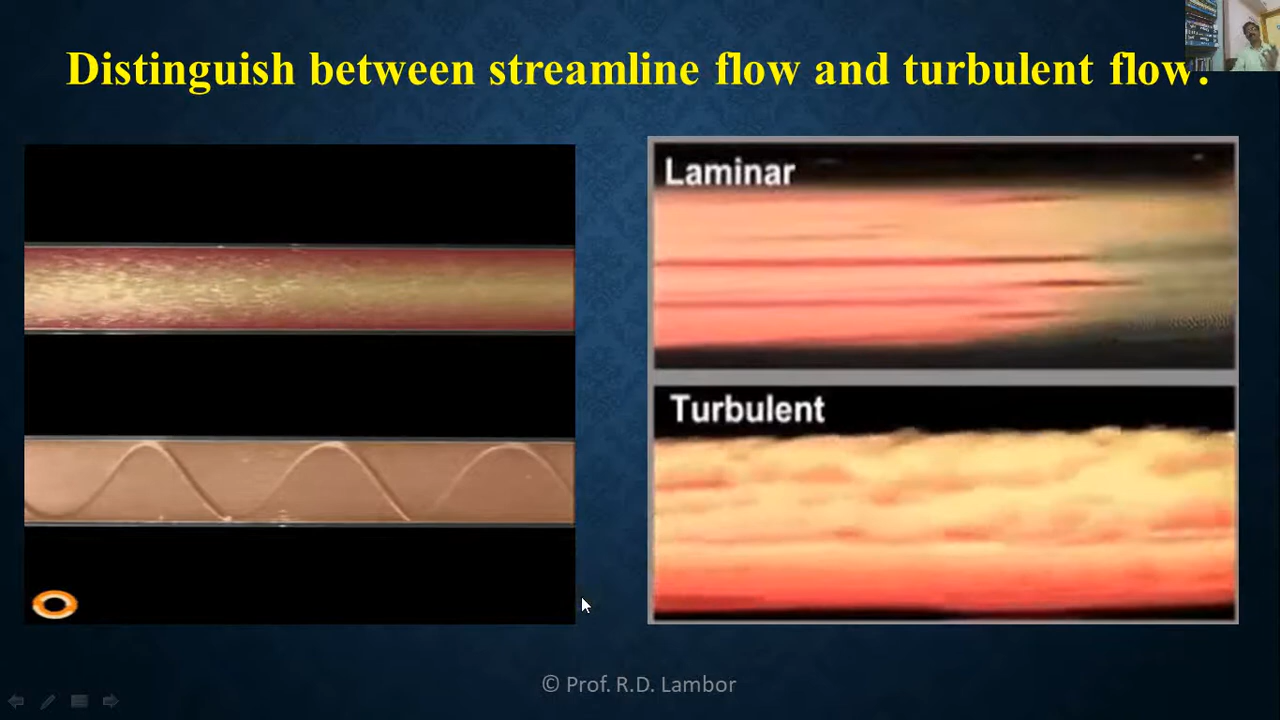 Distinguish between streamline flow and turbulent flow.
Laminar
Turbulent
© Prof. R.D. Lambor